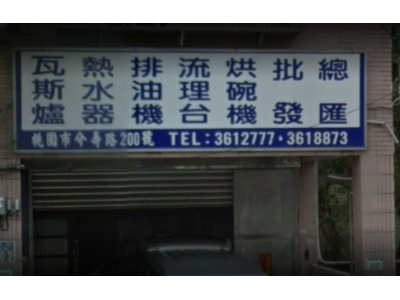 瓦斯爐
熱水器
排油機
流理台
烘碗機
批發
總匯
桃園市介壽路200號 TEL:3612777·3618873